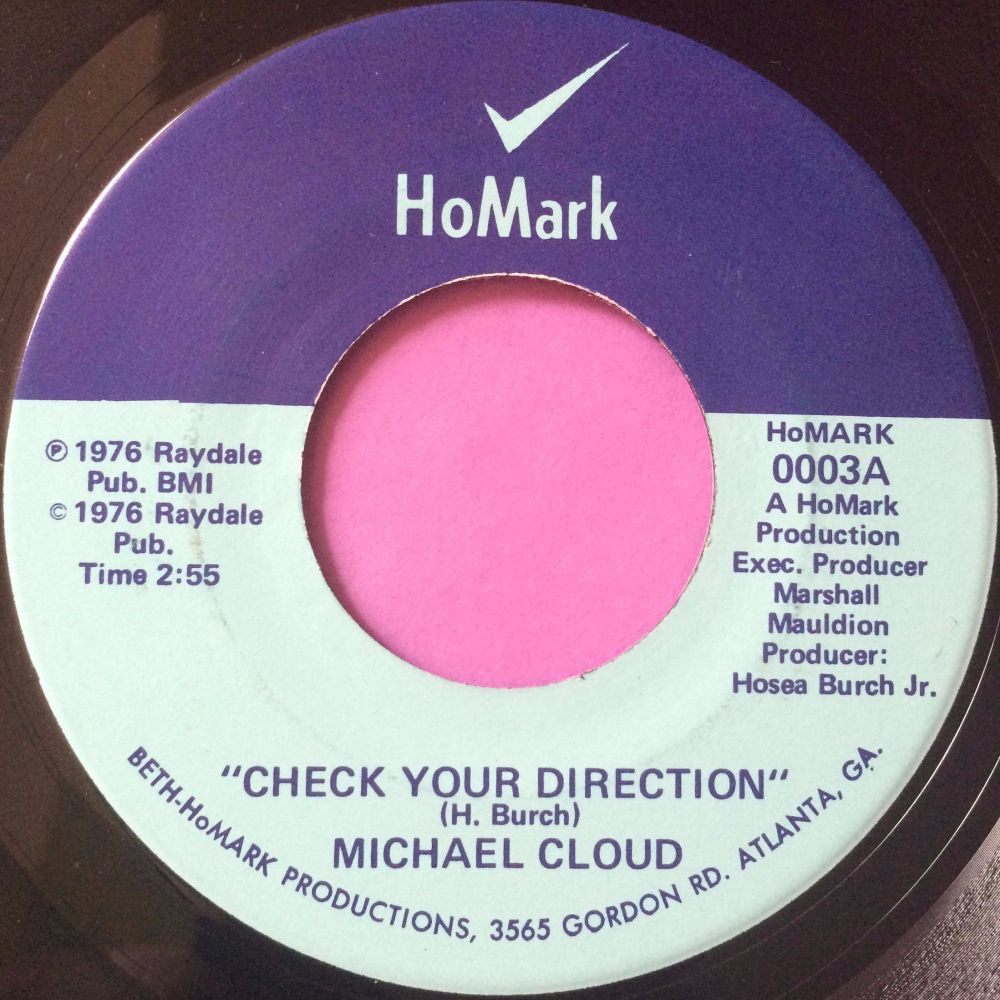 HoMark
℗ 1976 Raydale
Pub. BMI
© 1976 Raydale
Pub.
Time 2:55
HoMARK
0003A
A HoMark
Production
Exec. Producer
Marshall
Mauldion
Producer:
Hosea Burch Jr.
"CHECK YOUR DIRECTION"
(H. Burch)
MICHAEL CLOUD
BETH-HoMARK PRODUCTIONS, 3565 GORDON RD. ATLANTA, GA.